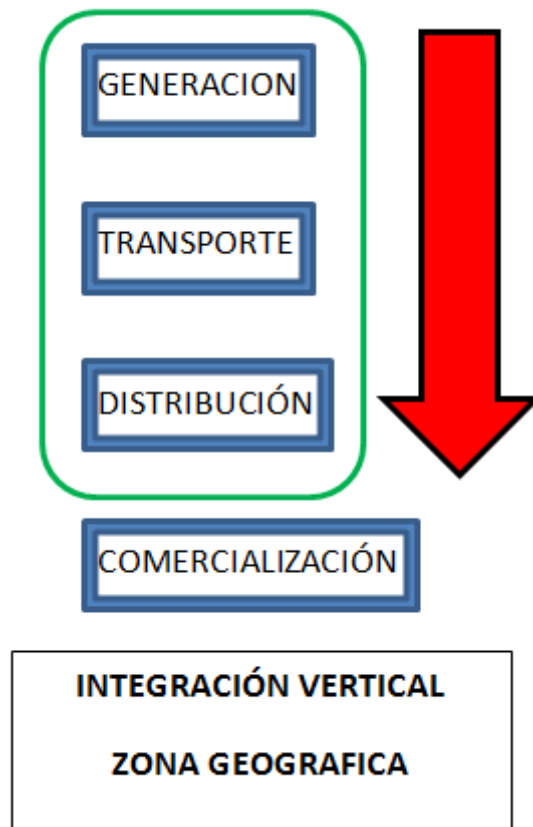 GENERACION
TRANSPORTE
DISTRIBUCIÓN
COMERCIALIZACIÓN
INTEGRACIÓN VERTICAL
ZONA GEOGRAFICA